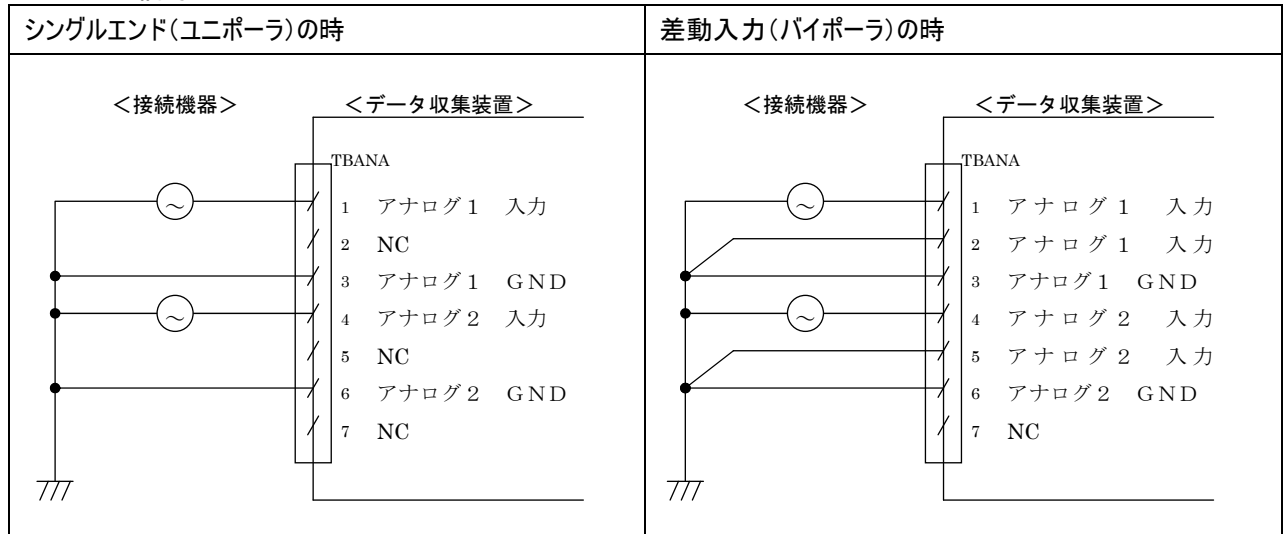 シングルエンド(ユニポーラ)の時
<接続機器> <データ収集装置>
TBANA
1 アナログ1 入力
2 NC
3 アナログ1 GND
4 アナログ2 入力
5 NC
6 アナログ2 GND
7 NC
差動入力(バイポーラ)の時
<接続機器> <データ収集装置>
TBANA
1 アナログ1 入力
2 アナログ1 入力
3 アナログ1 GND
4 アナログ2 入力
5 アナログ2 入力
6 アナログ2 GND
7 NC